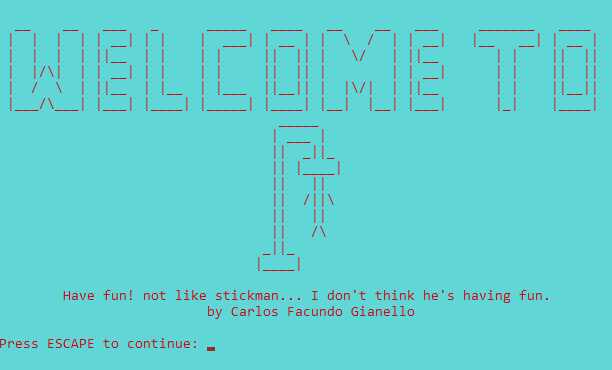 WELCOME TO
Have fun! not like stickman... I don't think he's having fun.
by Carlos Facundo Gianello
Press ESCAPE to continue: